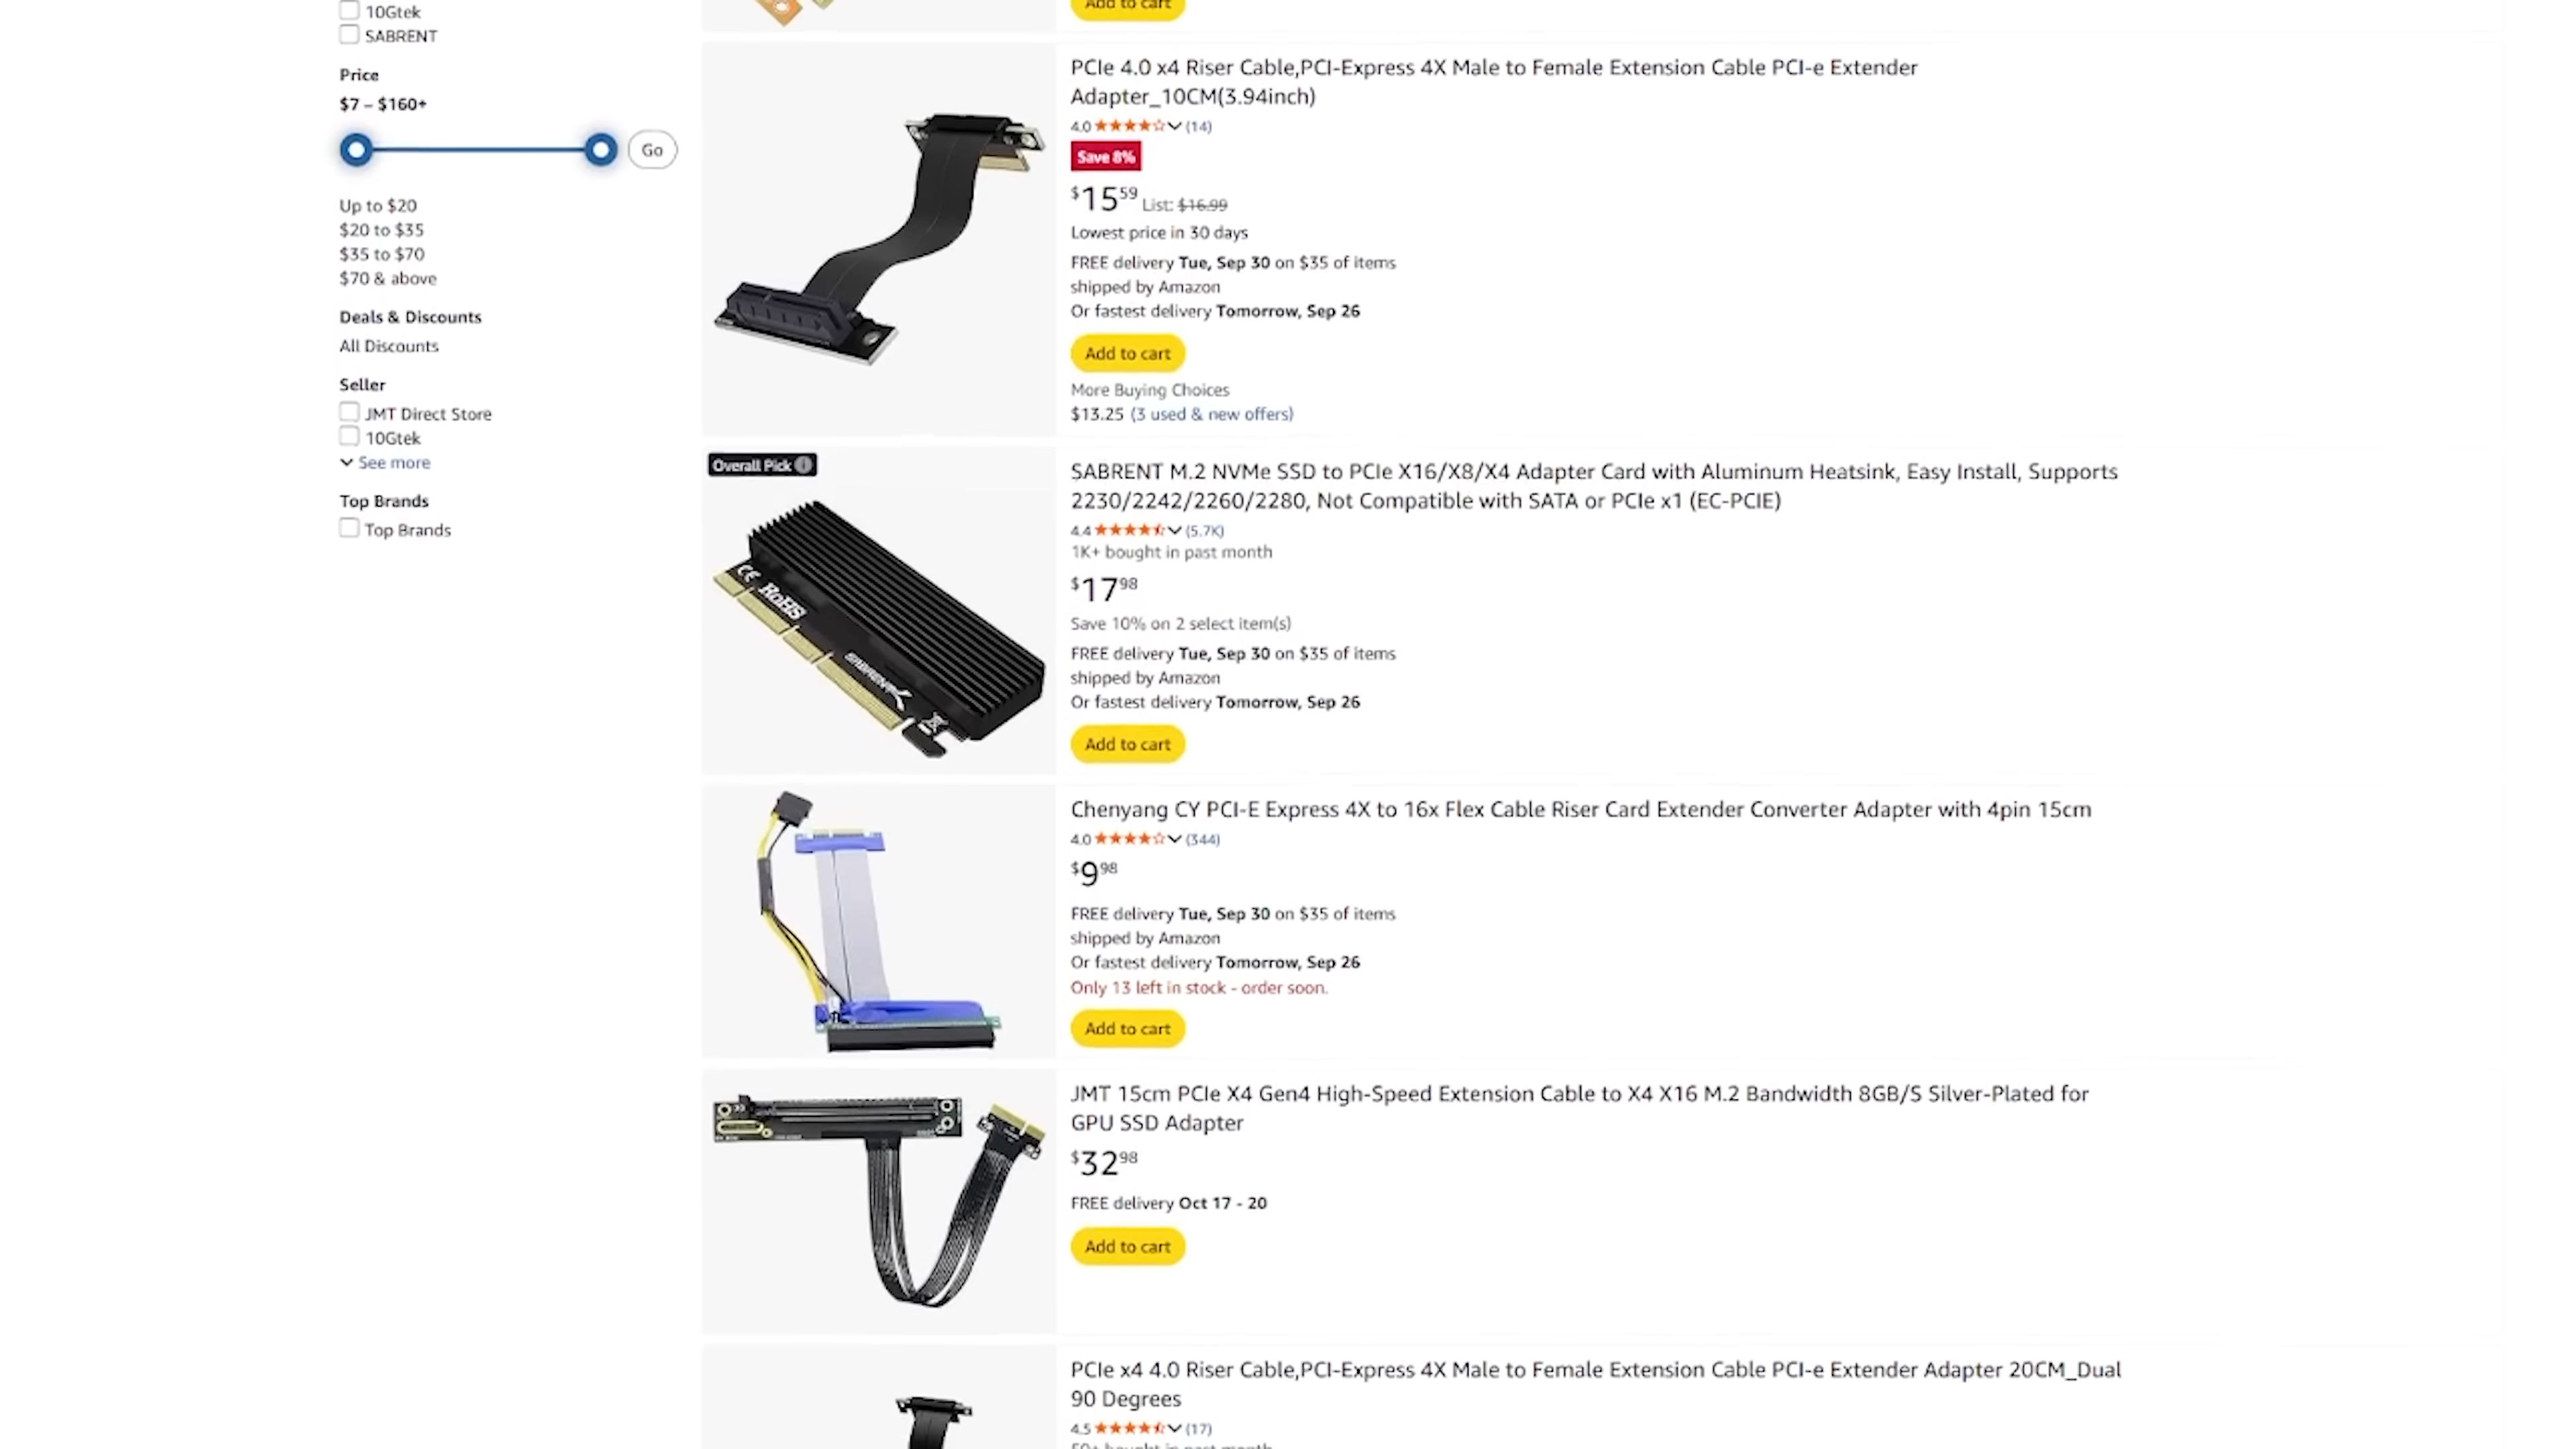 10Gtek
SABRENT
Price
$7 – $160+
Go
Up to $20
$20 to $35
$35 to $70
$70 & above
Deals & Discounts
All Discounts
Seller
JMT Direct Store
10Gtek
See more
Top Brands
Top Brands
Add to cart
PCIe 4.0 x4 Riser Cable,PCI-Express 4X Male to Female Extension Cable PCI-e Extender
Adapter_10CM(3.94inch)
4.0 (14)
Save 8%
$1559 List: $16.99
Lowest price in 30 days
FREE delivery Tue, Sep 30 on $35 of items
shipped by Amazon
Or fastest delivery Tomorrow, Sep 26
Add to cart
More Buying Choices
$13.25 (3 used & new offers)
Overall Pick
CE RoHS
SABRENT
SABRENT M.2 NVMe SSD to PCIe X16/X8/X4 Adapter Card with Aluminum Heatsink, Easy Install, Supports
2230/2242/2260/2280, Not Compatible with SATA or PCIe x1 (EC-PCIE)
4.4 (5.7K)
1K+ bought in past month
$1798
Save 10% on 2 select item(s)
FREE delivery Tue, Sep 30 on $35 of items
shipped by Amazon
Or fastest delivery Tomorrow, Sep 26
Add to cart
Chenyang CY PCI-E Express 4X to 16x Flex Cable Riser Card Extender Converter Adapter with 4pin 15cm
4.0 (344)
$998
FREE delivery Tue, Sep 30 on $35 of items
shipped by Amazon
Or fastest delivery Tomorrow, Sep 26
Only 13 left in stock - order soon.
Add to cart
JMT 15cm PCIe X4 Gen4 High-Speed Extension Cable to X4 X16 M.2 Bandwidth 8GB/S Silver-Plated for
GPU SSD Adapter
$3298
FREE delivery Oct 17 - 20
Add to cart
PCIe x4 4.0 Riser Cable,PCI-Express 4X Male to Female Extension Cable PCI-e Extender Adapter 20CM_Dual
90 Degrees
4.5 (17)
50+ bought in past month